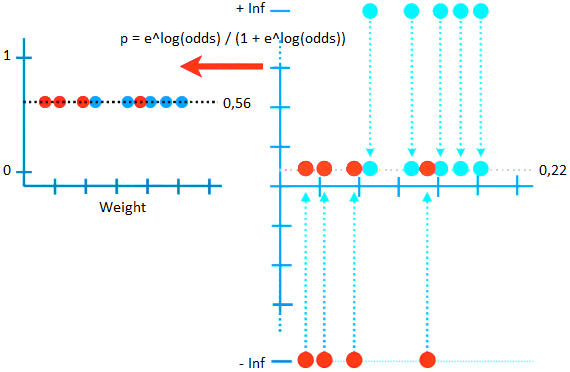 + Inf
p = e^log(odds) / (1 + e^log(odds))
1
0,56
0
0,22
Weight
- Inf